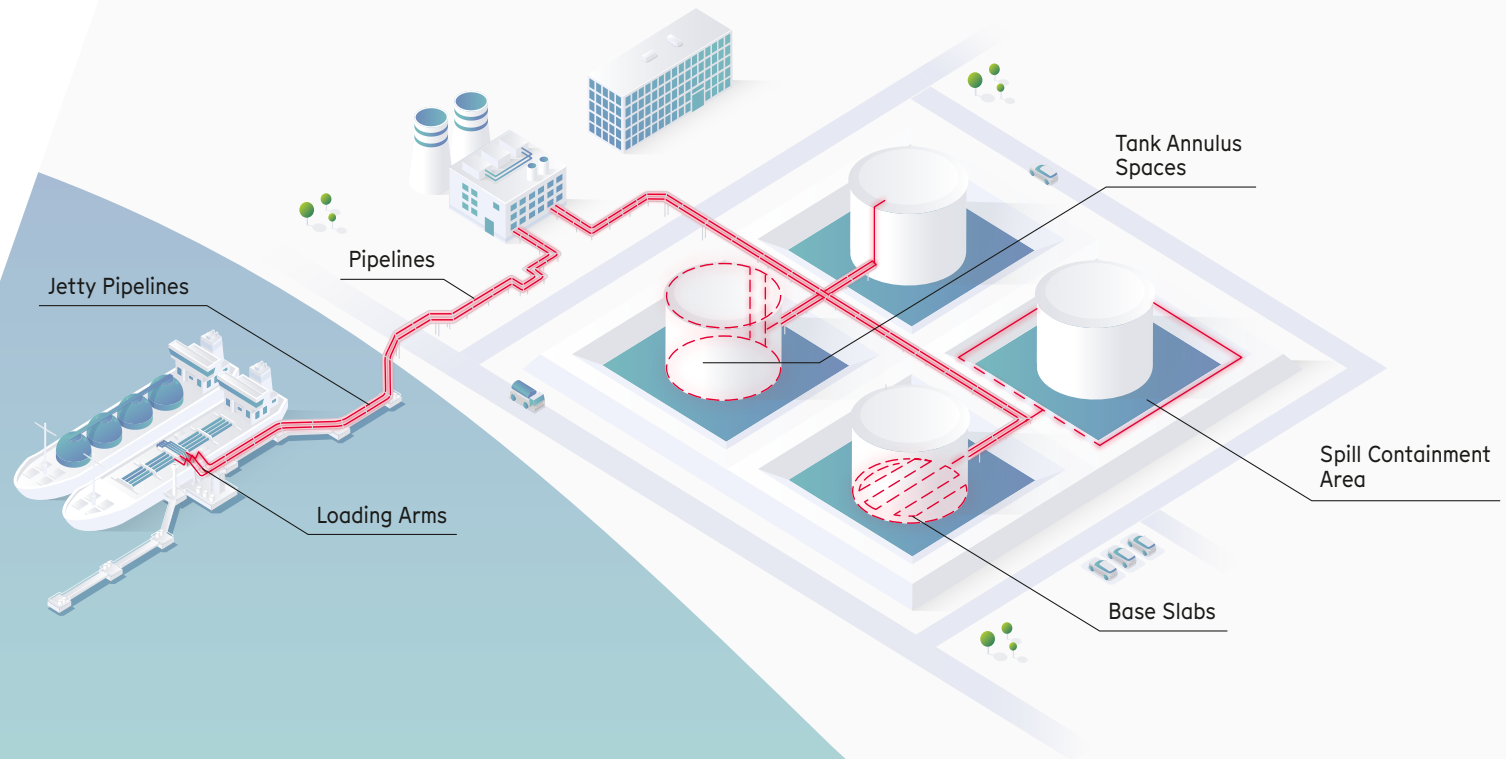 Tank Annulus
Spaces
Pipelines
Jetty Pipelines
Spill Containment
Area
Loading Arms
Base Slabs